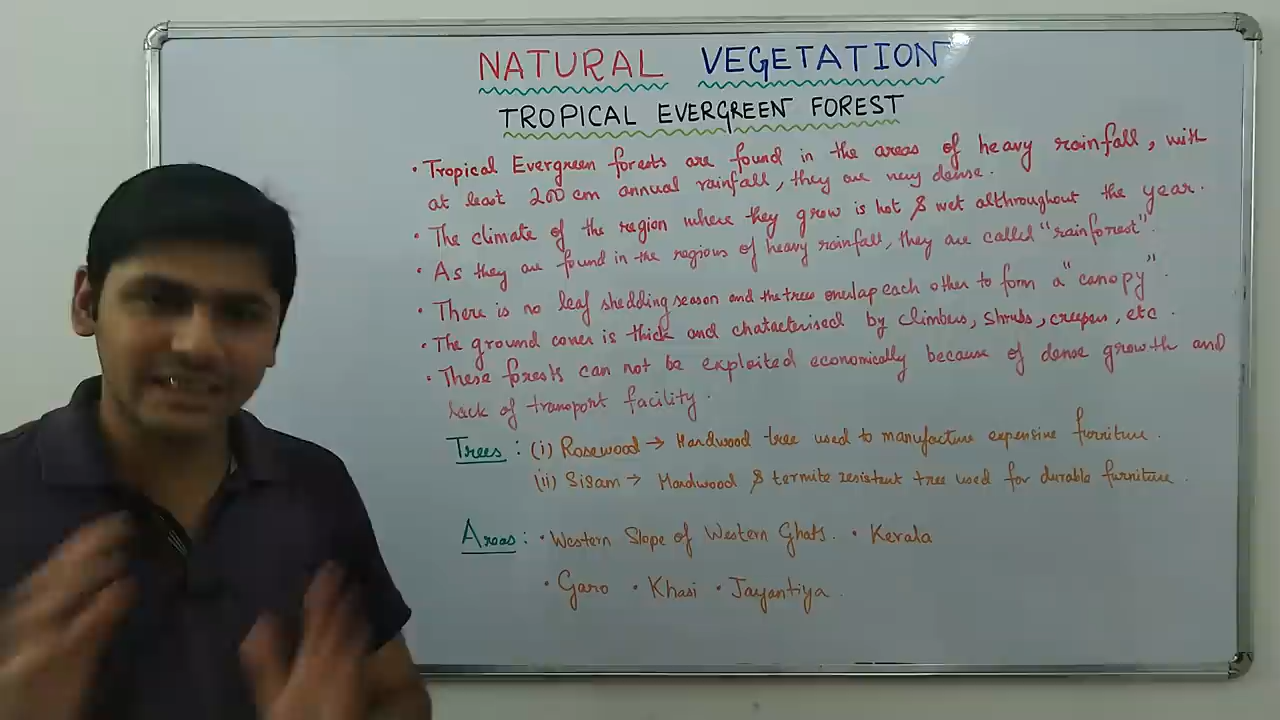 NATURAL VEGETATION
TROPICAL EVERGREEN FOREST
• Tropical Evergreen forests are found in the areas of heavy rainfall, with
at least 200 cm annual rainfall, they are very dense.
• The climate of the region where they grow is hot & wet althroughout the year.
• As they are found in the regions of heavy rainfall, they are called "rainforest".
• There is no leaf shedding season and the trees overlap each other to form a "canopy".
• The ground cover is thick and charactarised by climbers, shrubs, creepers, etc.
• These forests can not be exploited economically because of dense growth and
lack of transport facility.
Trees: (i) Rosewood → Hardwood tree used to manufacture expensive furniture.
(ii) Sisam → Hardwood & termite resistent tree used for durable furniture.
Areas: • Western Slope of Western Ghats. • Kerala
• Garo • Khasi • Jayantiya.